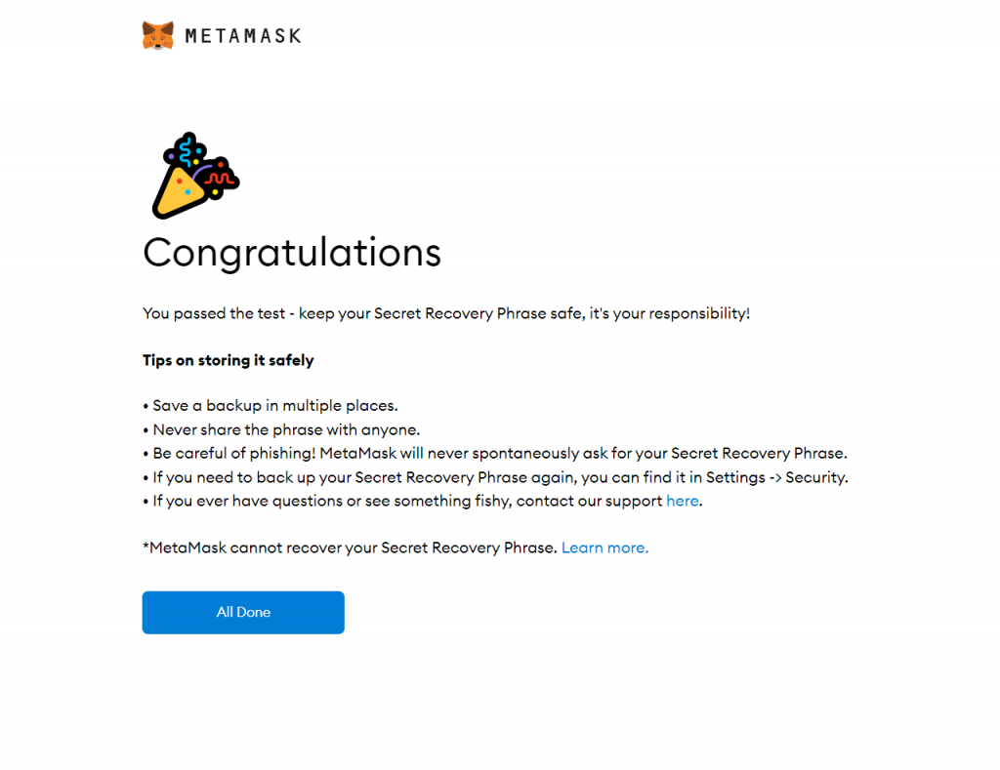 METAMASK
Congratulations
You passed the test - keep your Secret Recovery Phrase safe, it's your responsibility!
Tips on storing it safely
• Save a backup in multiple places.
• Never share the phrase with anyone.
• Be careful of phishing! MetaMask will never spontaneously ask for your Secret Recovery Phrase.
• If you need to back up your Secret Recovery Phrase again, you can find it in Settings -> Security.
• If you ever have questions or see something fishy, contact our support here.
*MetaMask cannot recover your Secret Recovery Phrase. Learn more.
All Done